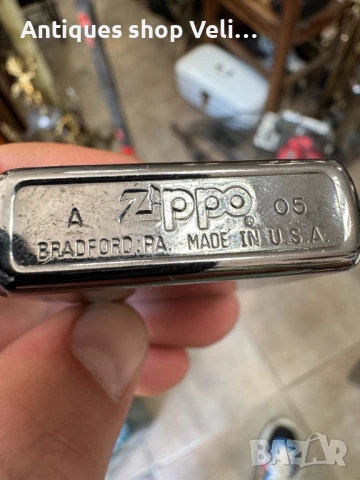 Antiques shop Veli...
A Zippo ® 05
BRADFORD, PA. MADE IN U.S.A.
BAZAR